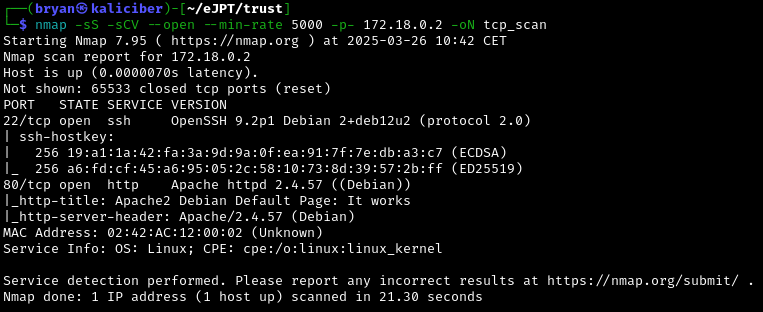 ┌──(bryan㉿kaliciber)-[~/eJPT/trust]
└─$ nmap -sS -sCV --open --min-rate 5000 -p- 172.18.0.2 -oN tcp_scan
Starting Nmap 7.95 ( https://nmap.org ) at 2025-03-26 10:42 CET
Nmap scan report for 172.18.0.2
Host is up (0.0000070s latency).
Not shown: 65533 closed tcp ports (reset)
PORT   STATE SERVICE VERSION
22/tcp open  ssh     OpenSSH 9.2p1 Debian 2+deb12u2 (protocol 2.0)
| ssh-hostkey:
|   256 19:a1:1a:42:fa:3a:9d:9a:0f:ea:91:7f:7e:db:a3:c7 (ECDSA)
|_  256 a6:fd:cf:45:a6:95:05:2c:58:10:73:8d:39:57:2b:ff (ED25519)
80/tcp open  http    Apache httpd 2.4.57 ((Debian))
|_http-title: Apache2 Debian Default Page: It works
|_http-server-header: Apache/2.4.57 (Debian)
MAC Address: 02:42:AC:12:00:02 (Unknown)
Service Info: OS: Linux; CPE: cpe:/o:linux:linux_kernel

Service detection performed. Please report any incorrect results at https://nmap.org/submit/ .
Nmap done: 1 IP address (1 host up) scanned in 21.30 seconds